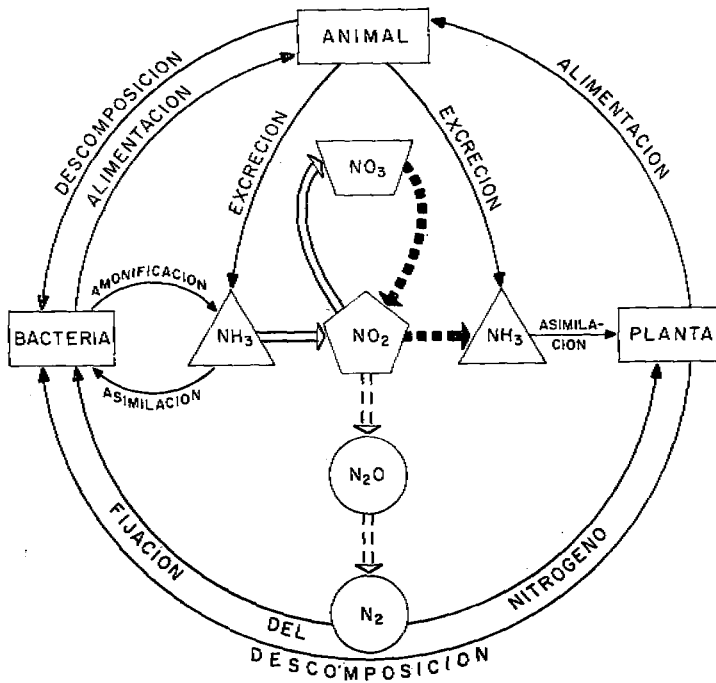 ANIMAL
DESCOMPOSICION
ALIMENTACION
EXCRECION
EXCRECION
ALIMENTACION
NO3
AMONIFICACION
BACTERIA
NH3
NO2
NH3
ASIMILA-
CION
PLANTA
ASIMILACION
N2O
FIJACION
DEL
NITROGENO
N2
DESCOMPOSICION